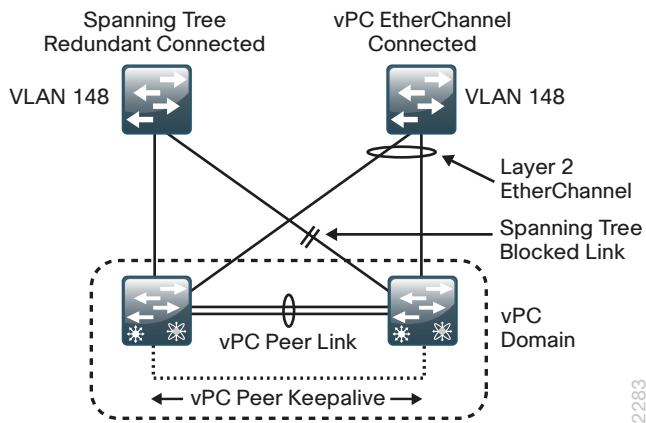 Spanning Tree
Redundant Connected
vPC EtherChannel
Connected
VLAN 148
VLAN 148
Layer 2
EtherChannel
Spanning Tree
Blocked Link
vPC Peer Link
vPC
Domain
vPC Peer Keepalive
2283